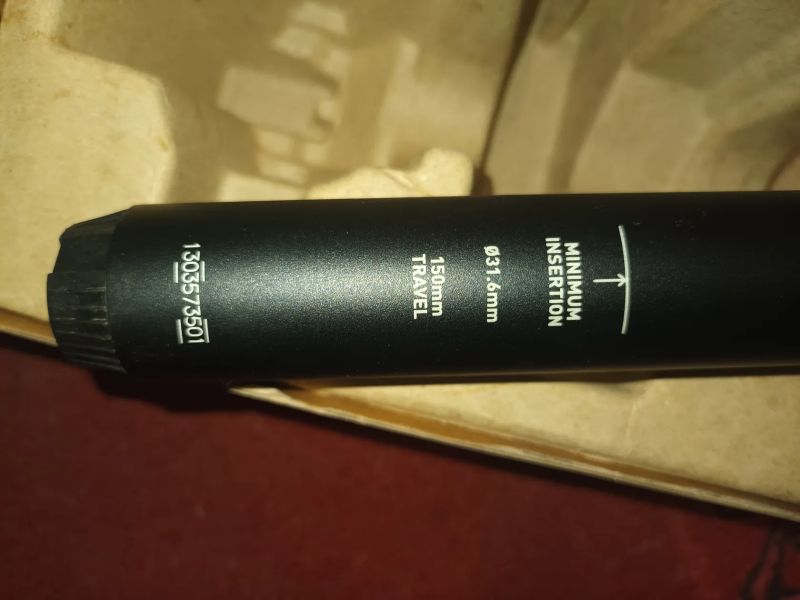 MINIMUM
INSERTION
Ø31.6mm
150mm
TRAVEL
1303573501